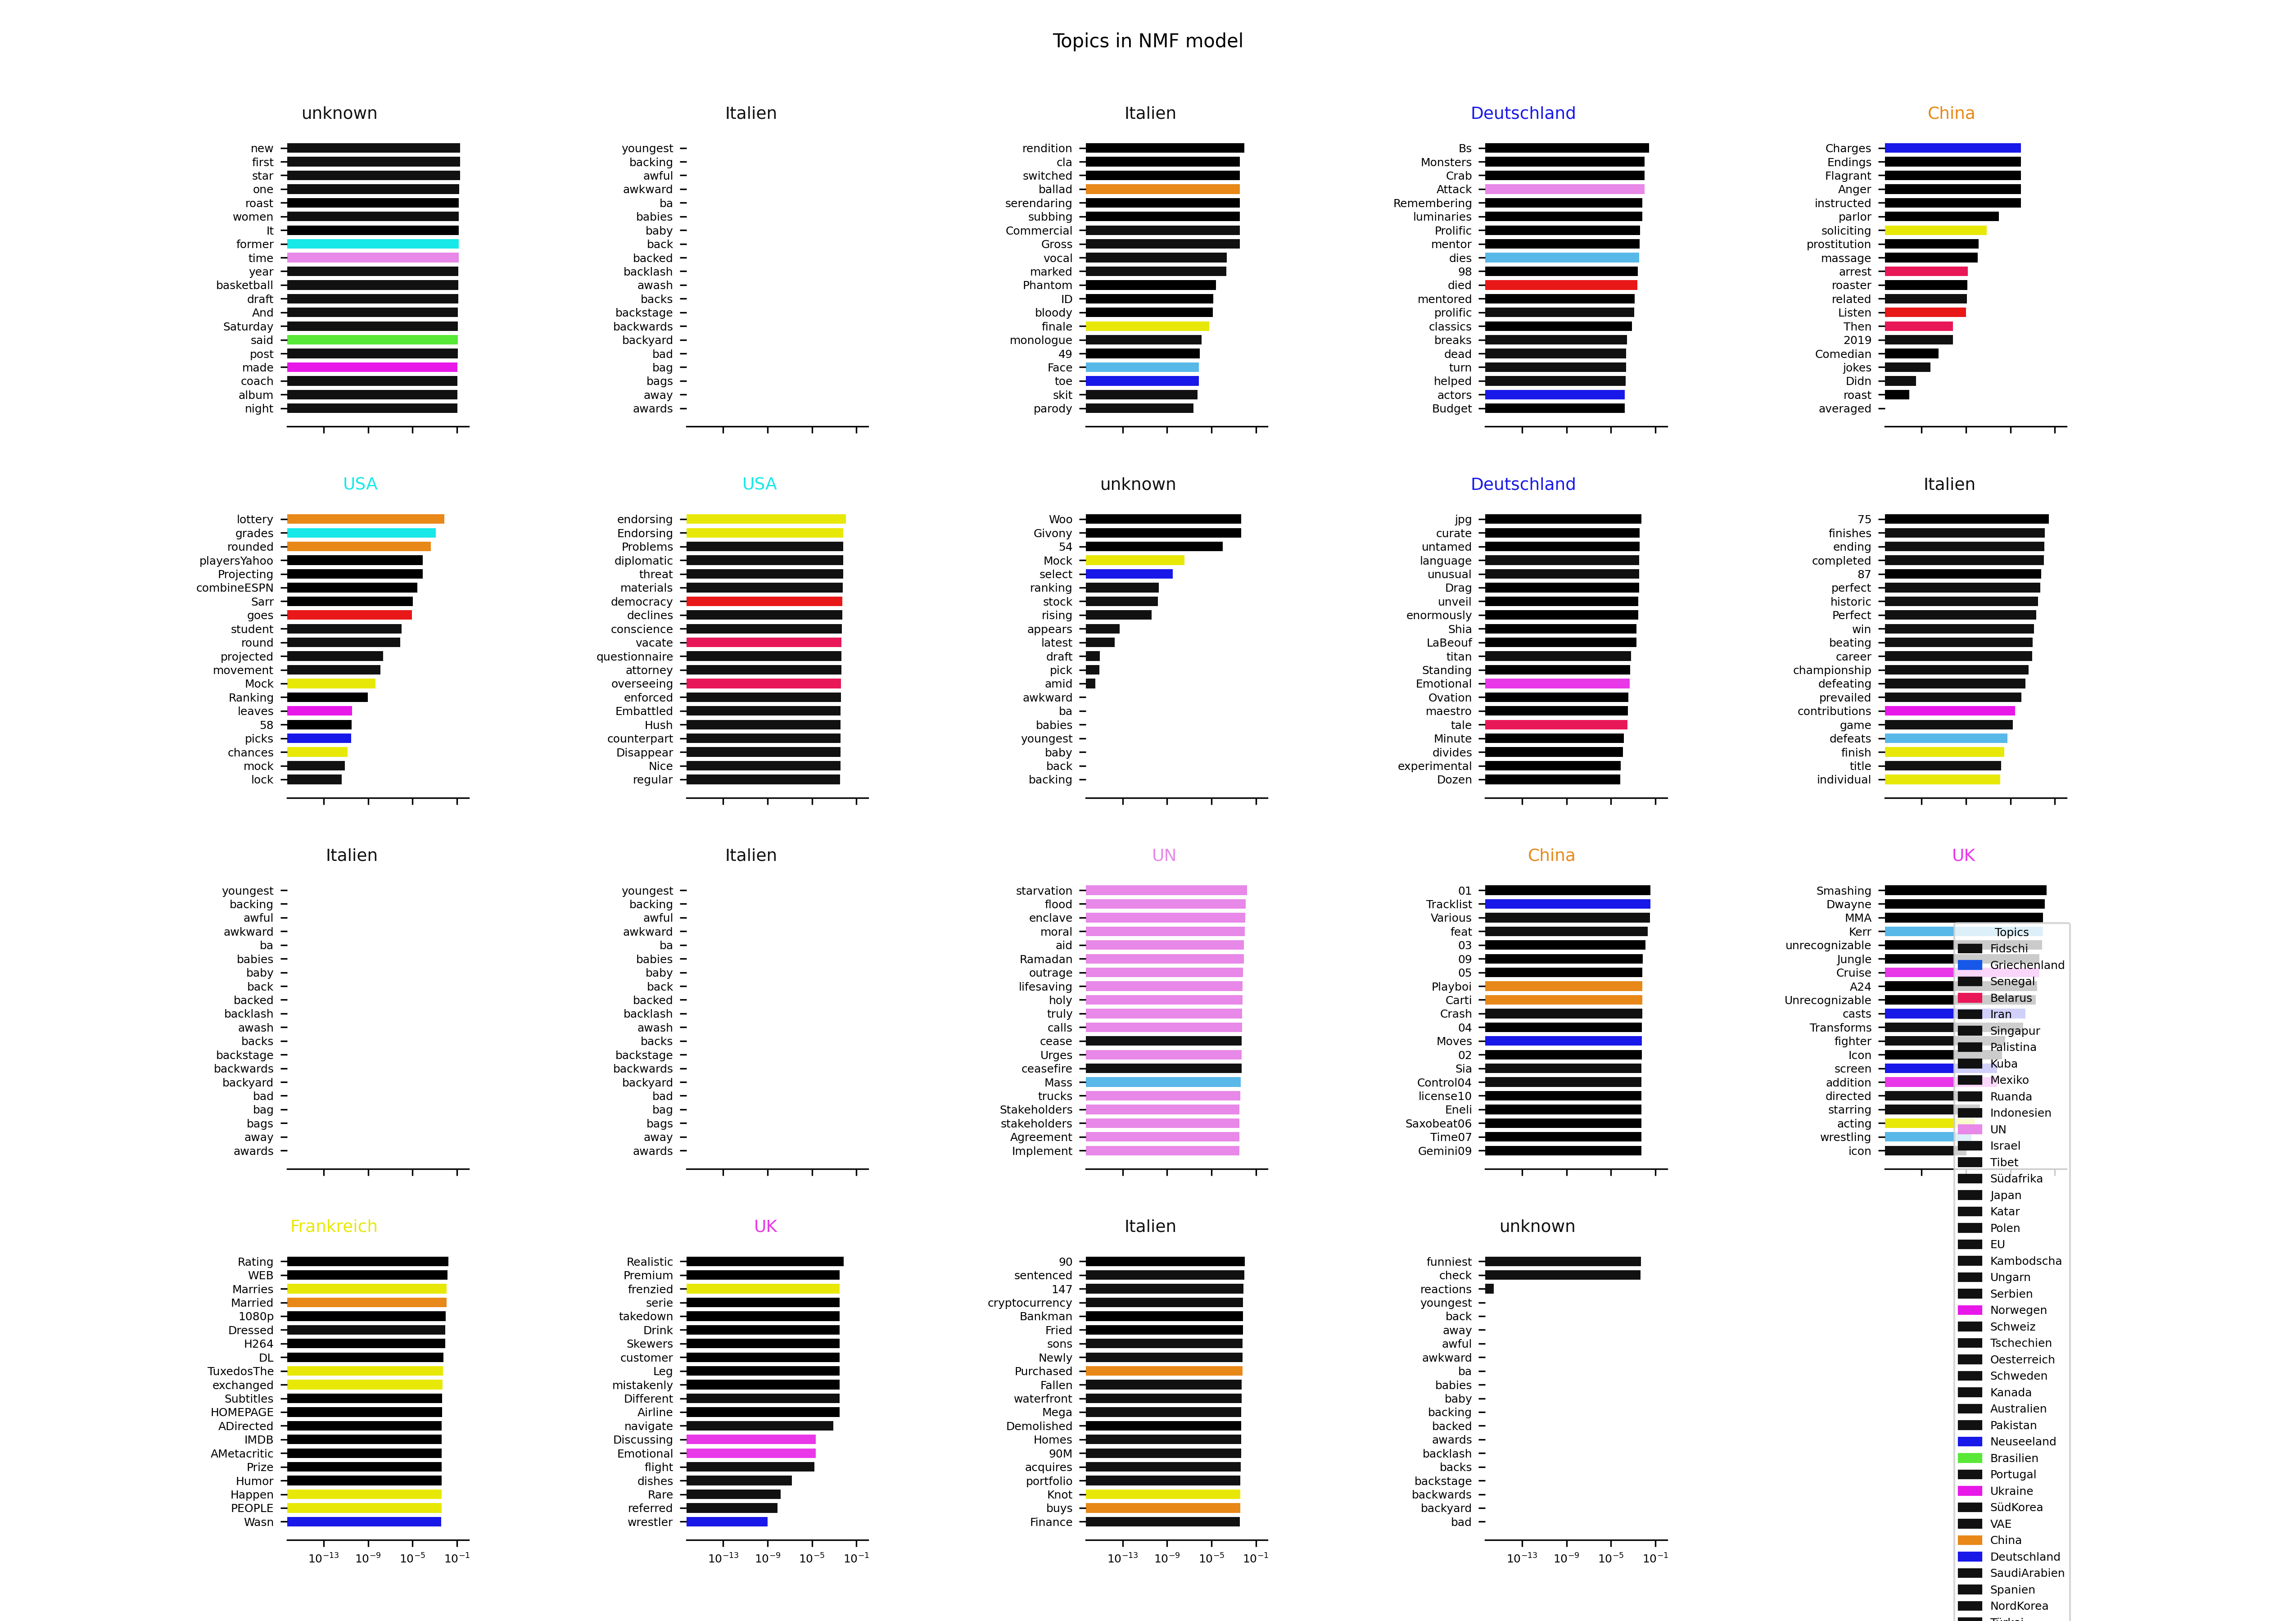 Topics in NMF model
unknown
new
first
star
one
roast
women
It
former
time
year
basketball
draft
And
Saturday
said
post
made
coach
album
night
Italien
youngest
backing
awful
awkward
ba
babies
baby
back
backed
backlash
awash
backs
backstage
backwards
backyard
bad
bag
bags
away
awards
Italien
rendition
cla
switched
ballad
serendaring
subbing
Commercial
Gross
vocal
marked
Phantom
ID
bloody
finale
monologue
49
Face
toe
skit
parody
Deutschland
Bs
Monsters
Crab
Attack
Remembering
luminaries
Prolific
mentor
dies
98
died
mentored
prolific
classics
breaks
dead
turn
helped
actors
Budget
China
Charges
Endings
Flagrant
Anger
instructed
parlor
soliciting
prostitution
massage
arrest
roaster
related
Listen
Then
2019
Comedian
jokes
Didn
roast
averaged
USA
lottery
grades
rounded
playersYahoo
Projecting
combineESPN
Sarr
goes
student
round
projected
movement
Mock
Ranking
leaves
58
picks
chances
mock
lock
USA
endorsing
Endorsing
Problems
diplomatic
threat
materials
democracy
declines
conscience
vacate
questionnaire
attorney
overseeing
enforced
Embattled
Hush
counterpart
Disappear
Nice
regular
unknown
Woo
Givony
54
Mock
select
ranking
stock
rising
appears
latest
draft
pick
amid
awkward
ba
babies
youngest
baby
back
backing
Deutschland
jpg
curate
untamed
language
unusual
Drag
unveil
enormously
Shia
LaBeouf
titan
Standing
Emotional
Ovation
maestro
tale
Minute
divides
experimental
Dozen
Italien
75
finishes
ending
completed
87
perfect
historic
Perfect
win
beating
career
championship
defeating
prevailed
contributions
game
defeats
finish
title
individual
Italien
youngest
backing
awful
awkward
ba
babies
baby
back
backed
backlash
awash
backs
backstage
backwards
backyard
bad
bag
bags
away
awards
Italien
youngest
backing
awful
awkward
ba
babies
baby
back
backed
backlash
awash
backs
backstage
backwards
backyard
bad
bag
bags
away
awards
UN
starvation
flood
enclave
moral
aid
Ramadan
outrage
lifesaving
holy
truly
calls
cease
Urges
ceasefire
Mass
trucks
Stakeholders
stakeholders
Agreement
Implement
China
01
Tracklist
Various
feat
03
09
05
Playboi
Carti
Crash
04
Moves
02
Sia
Control04
license10
Eneli
Saxobeat06
Time07
Gemini09
UK
Smashing
Dwayne
MMA
Kerr
unrecognizable
Jungle
Cruise
A24
Unrecognizable
casts
Transforms
fighter
Icon
screen
addition
directed
starring
acting
wrestling
icon
Frankreich
Rating
WEB
Marries
Married
1080p
Dressed
H264
DL
TuxedosThe
exchanged
Subtitles
HOMEPAGE
ADirected
IMDB
AMetacritic
Prize
Humor
Happen
PEOPLE
Wasn
10⁻¹³ 10⁻⁹ 10⁻⁵ 10⁻¹
UK
Realistic
Premium
frenzied
serie
takedown
Drink
Skewers
customer
Leg
mistakenly
Different
Airline
navigate
Discussing
Emotional
flight
dishes
Rare
referred
wrestler
10⁻¹³ 10⁻⁹ 10⁻⁵ 10⁻¹
Italien
90
sentenced
147
cryptocurrency
Bankman
Fried
sons
Newly
Purchased
Fallen
waterfront
Mega
Demolished
Homes
90M
acquires
portfolio
Knot
buys
Finance
10⁻¹³ 10⁻⁹ 10⁻⁵ 10⁻¹
unknown
funniest
check
reactions
youngest
back
away
awful
awkward
ba
babies
baby
backing
backed
awards
backlash
backs
backstage
backwards
backyard
bad
10⁻¹³ 10⁻⁹ 10⁻⁵ 10⁻¹
Topics
Fidschi
Griechenland
Senegal
Belarus
Iran
Singapur
Palistina
Kuba
Mexiko
Ruanda
Indonesien
UN
Israel
Tibet
Südafrika
Japan
Katar
Polen
EU
Kambodscha
Ungarn
Serbien
Norwegen
Schweiz
Tschechien
Oesterreich
Schweden
Kanada
Australien
Pakistan
Neuseeland
Brasilien
Portugal
Ukraine
SüdKorea
VAE
China
Deutschland
SaudiArabien
Spanien
NordKorea